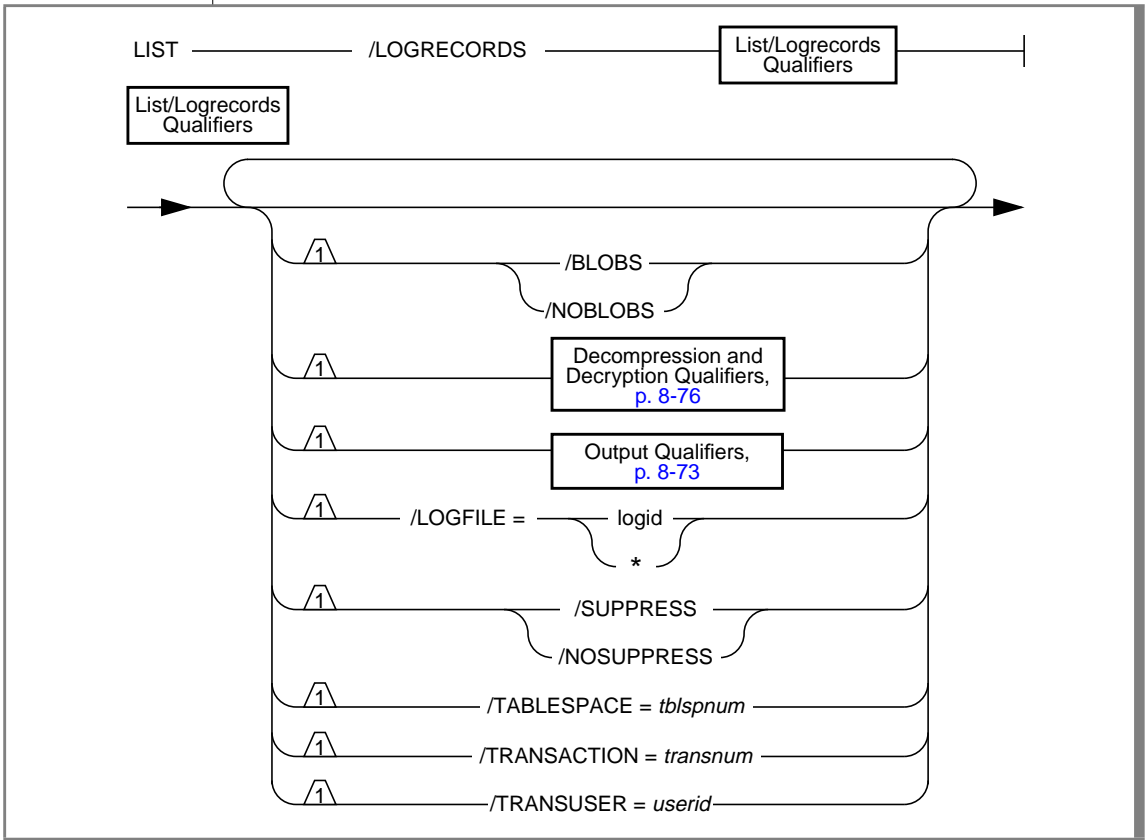 LIST /LOGRECORDS List/Logrecords
Qualifiers
List/Logrecords
Qualifiers
1 /BLOBS
/NOBLOBS
1 Decompression and
Decryption Qualifiers,
p. 8-76
1 Output Qualifiers,
p. 8-73
1 /LOGFILE = logid
*
1 /SUPPRESS
/NOSUPPRESS
1 /TABLESPACE = tblspnum
1 /TRANSACTION = transnum
1 /TRANSUSER = userid